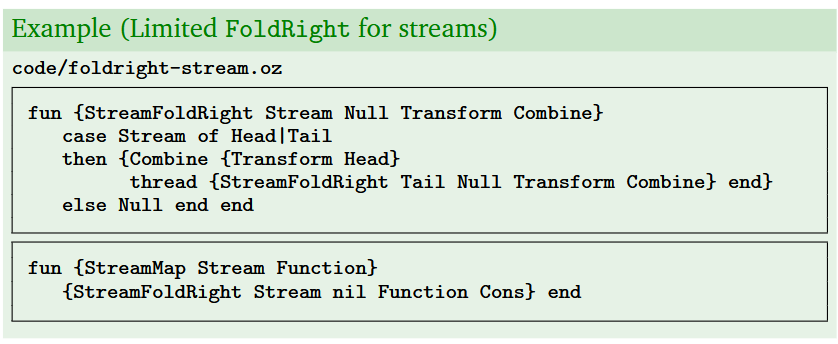 Example (Limited FoldRight for streams)
code/foldright-stream.oz
fun {StreamFoldRight Stream Null Transform Combine}
   case Stream of Head|Tail
   then {Combine {Transform Head}
         thread {StreamFoldRight Tail Null Transform Combine} end}
   else Null end end
fun {StreamMap Stream Function}
   {StreamFoldRight Stream nil Function Cons} end